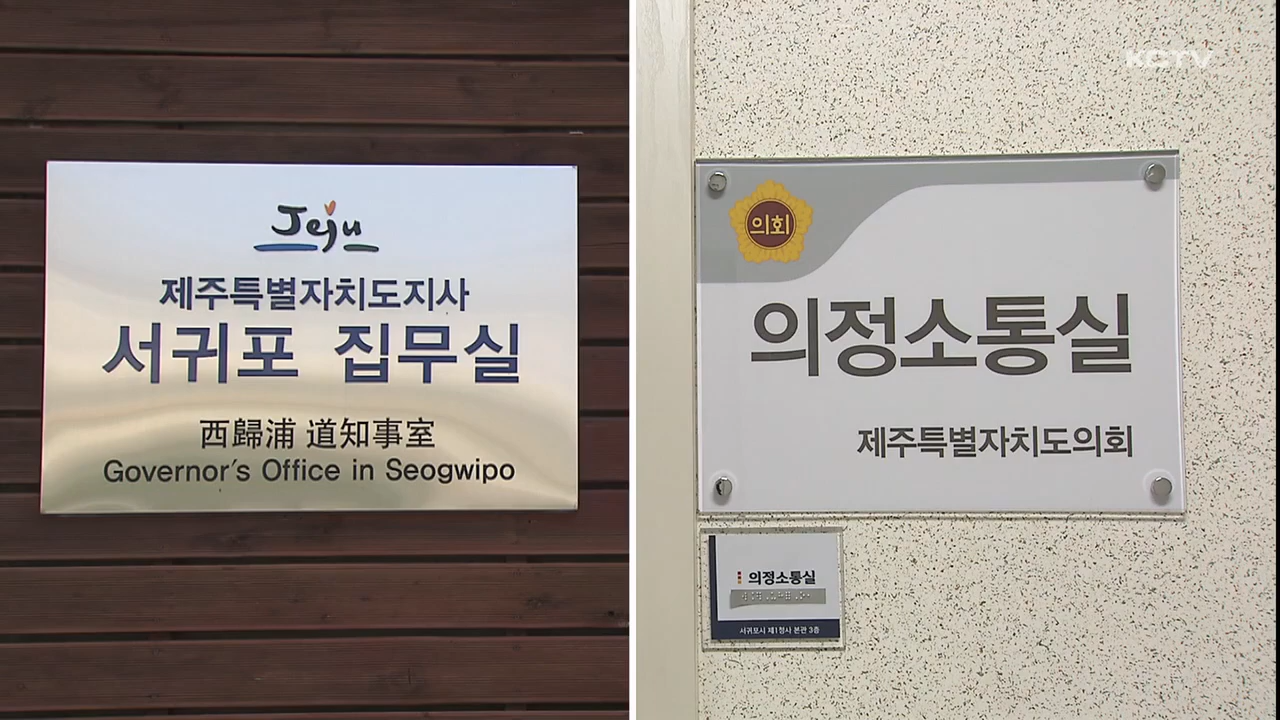 Jeju
제주특별자치도지사
서귀포 집무실
西歸浦 道知事室
Governor's Office in Seogwipo
KCTV
의회
의정소통실
제주특별자치도의회
의정소통실
서귀포시 제1청사 본관 3층